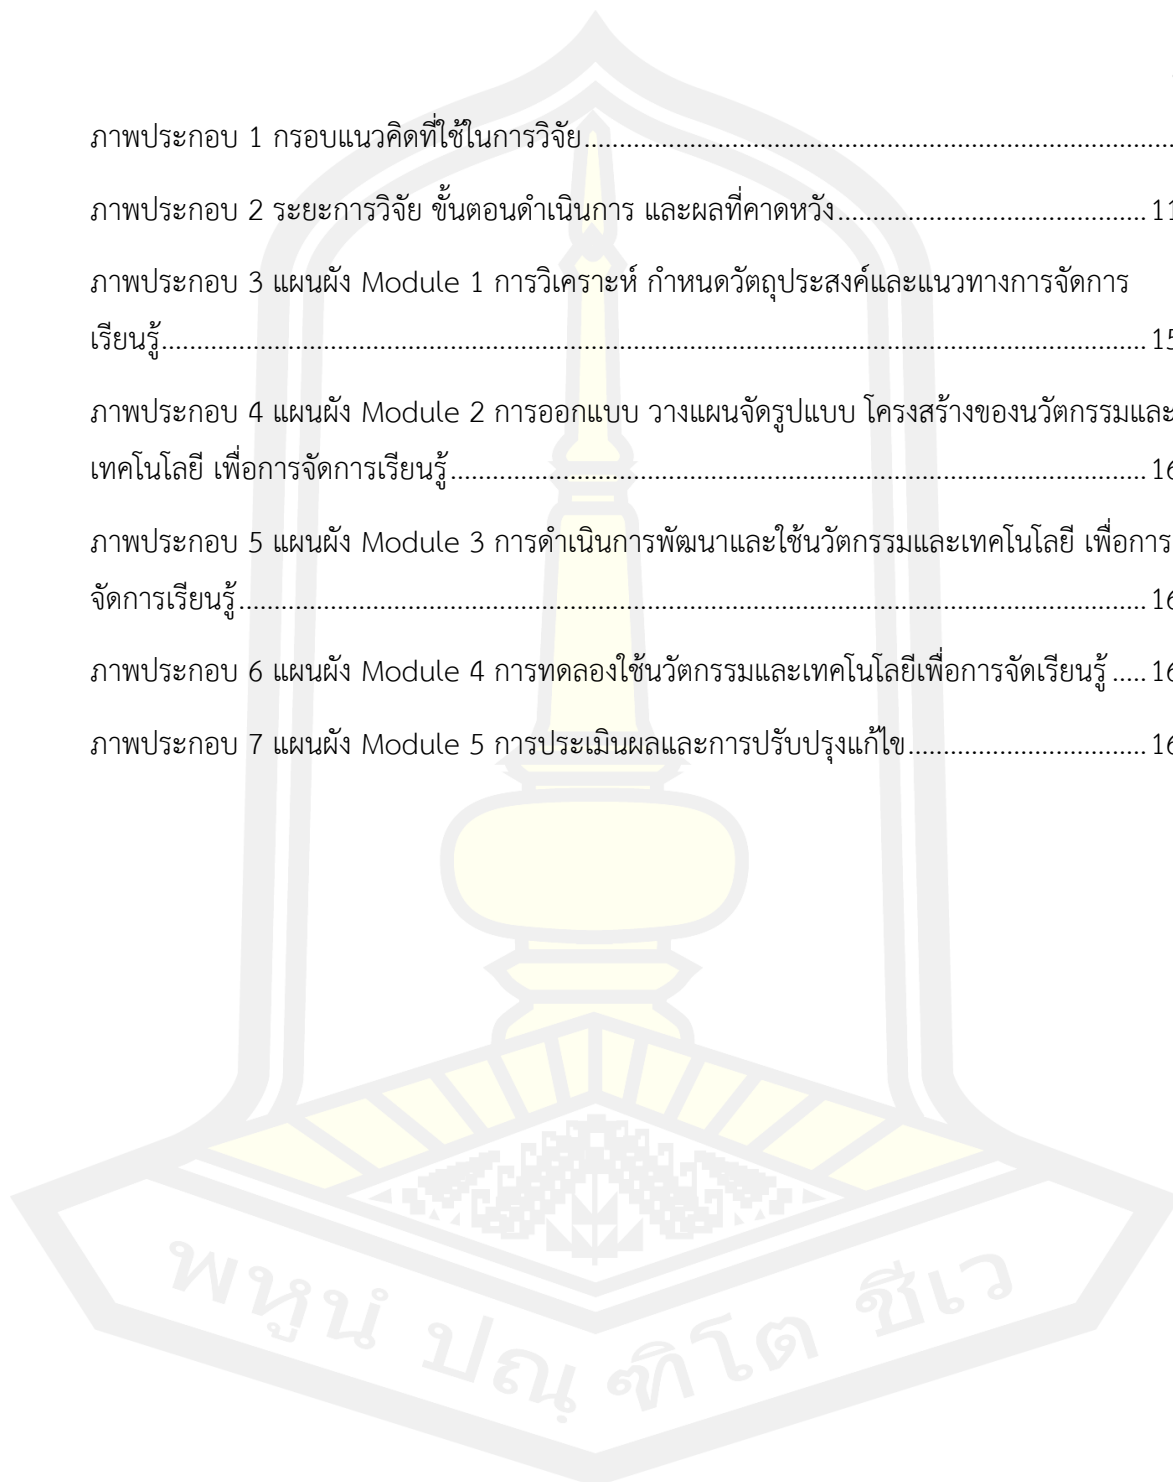 ภาพประกอบ 1 กรอบแนวคิดที่ใช้ในการวิจัย....................................................................................
ภาพประกอบ 2 ระยะการวิจัย ขั้นตอนดำเนินการ และผลที่คาดหวัง............................................ 11
ภาพประกอบ 3 แผนผัง Module 1 การวิเคราะห์ กำหนดวัตถุประสงค์และแนวทางการจัดการ
เรียนรู้............................................................................................................................................ 15
ภาพประกอบ 4 แผนผัง Module 2 การออกแบบ วางแผนจัดรูปแบบ โครงสร้างของนวัตกรรมและ
เทคโนโลยี เพื่อการจัดการเรียนรู้.................................................................................................... 16
ภาพประกอบ 5 แผนผัง Module 3 การดำเนินการพัฒนาและใช้นวัตกรรมและเทคโนโลยี เพื่อการ
จัดการเรียนรู้.................................................................................................................................. 16
ภาพประกอบ 6 แผนผัง Module 4 การทดลองใช้นวัตกรรมและเทคโนโลยีเพื่อการจัดเรียนรู้..... 16
ภาพประกอบ 7 แผนผัง Module 5 การประเมินผลและการปรับปรุงแก้ไข.................................. 16
พหูนํ ปณฺฑิโต ชีเว